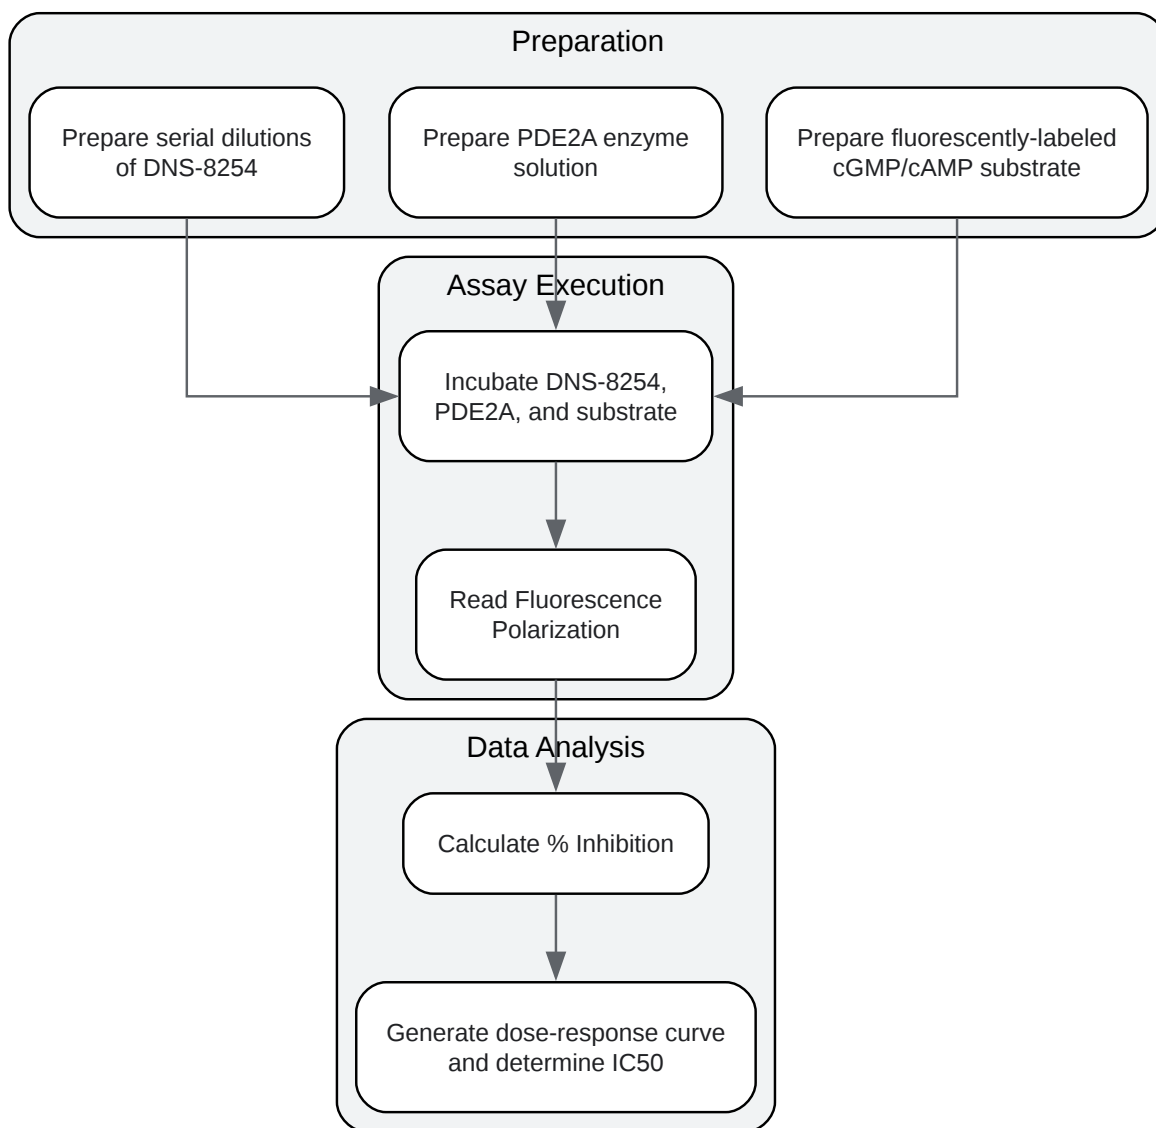 Preparation
Prepare serial dilutions
of DNS-8254
Prepare PDE2A enzyme
solution
Prepare fluorescently-labeled
cGMP/cAMP substrate
Assay Execution
Incubate DNS-8254,
PDE2A, and substrate
Read Fluorescence
Polarization
Data Analysis
Calculate % Inhibition
Generate dose-response curve
and determine IC50